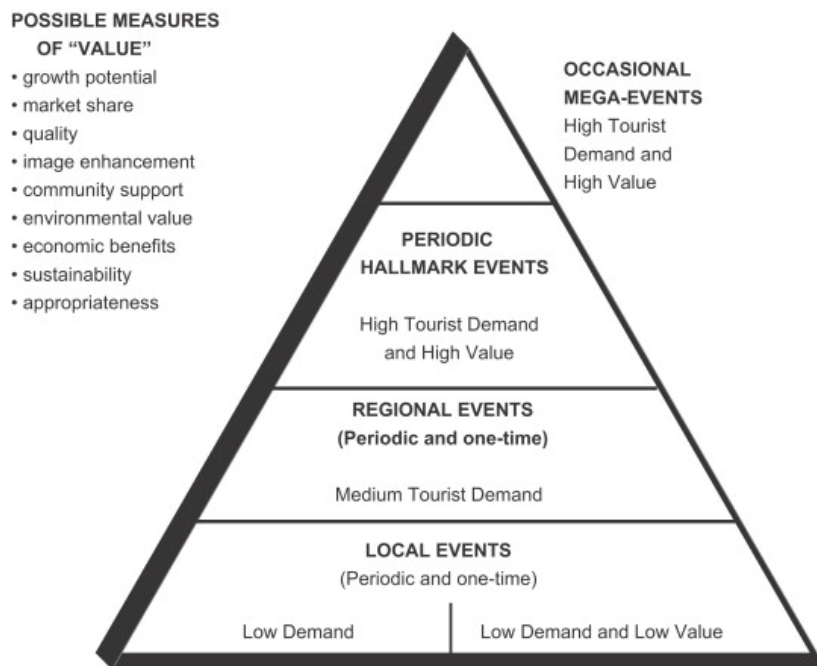 POSSIBLE MEASURES
OF “VALUE”
• growth potential
• market share
• quality
• image enhancement
• community support
• environmental value
• economic benefits
• sustainability
• appropriateness
OCCASIONAL
MEGA-EVENTS
High Tourist
Demand and
High Value
PERIODIC
HALLMARK EVENTS
High Tourist Demand
and High Value
REGIONAL EVENTS
(Periodic and one-time)
Medium Tourist Demand
LOCAL EVENTS
(Periodic and one-time)
Low Demand
Low Demand and Low Value